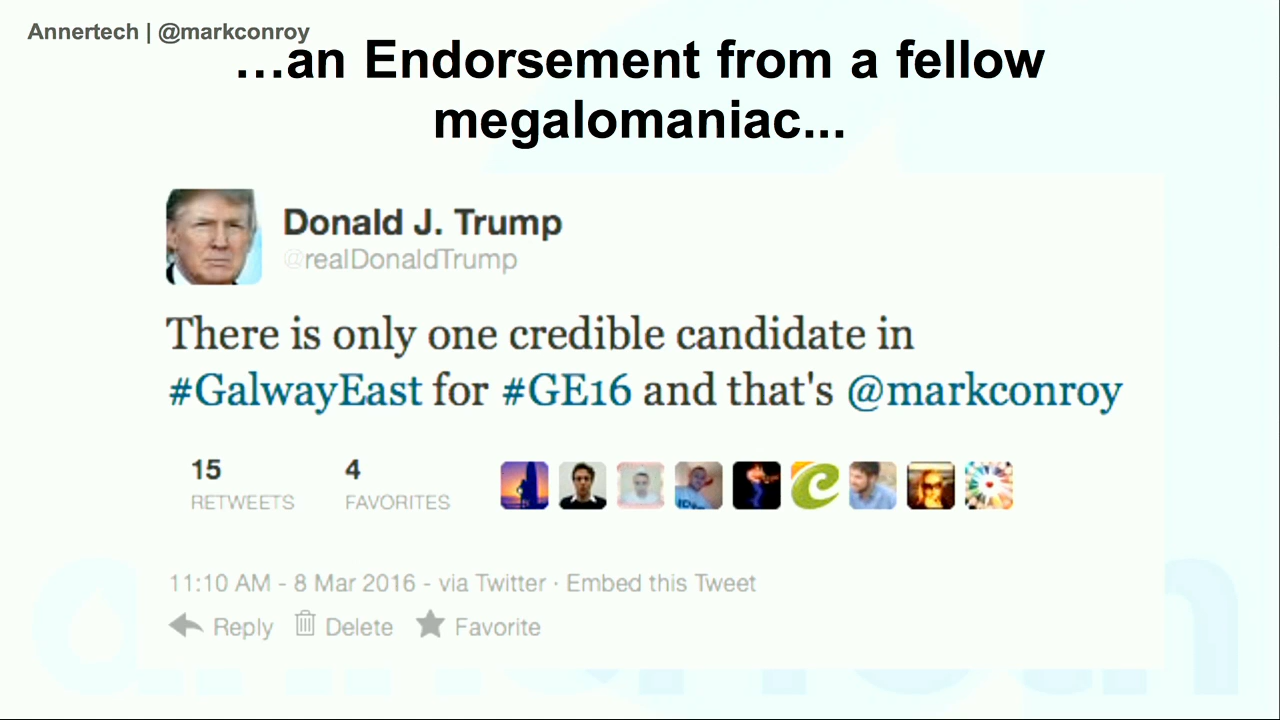 Annertech | @markconroy
…an Endorsement from a fellow
megalomaniac...
Donald J. Trump
@realDonaldTrump
There is only one credible candidate in
#GalwayEast for #GE16 and that's @markconroy
15 4
RETWEETS FAVORITES
11:10 AM - 8 Mar 2016 - via Twitter · Embed this Tweet
Reply Delete Favorite